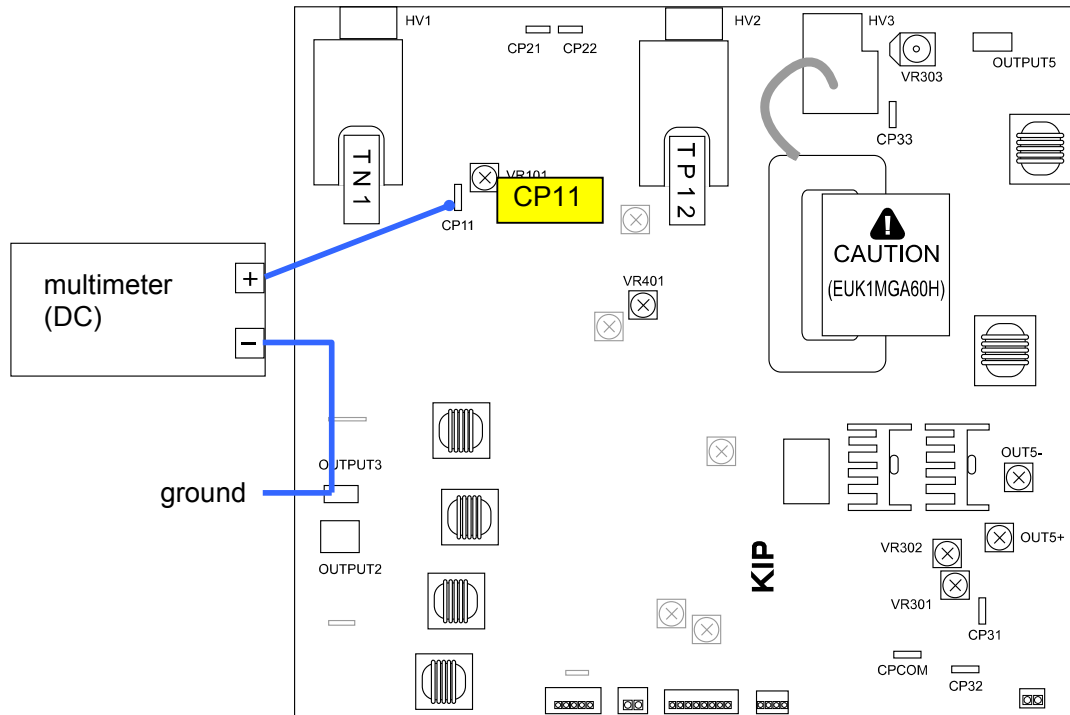 HV1
HV2
HV3
CP21
CP22
VR303
OUTPUT5
CP33
TN1
TP12
VR101
CP11
CP11
CAUTION
(EUK1MGA60H)
multimeter
(DC)
+
−
VR401
OUTPUT3
ground
OUTPUT2
OUT5-
OUT5+
VR302
VR301
KIP
CP31
CPCOM
CP32